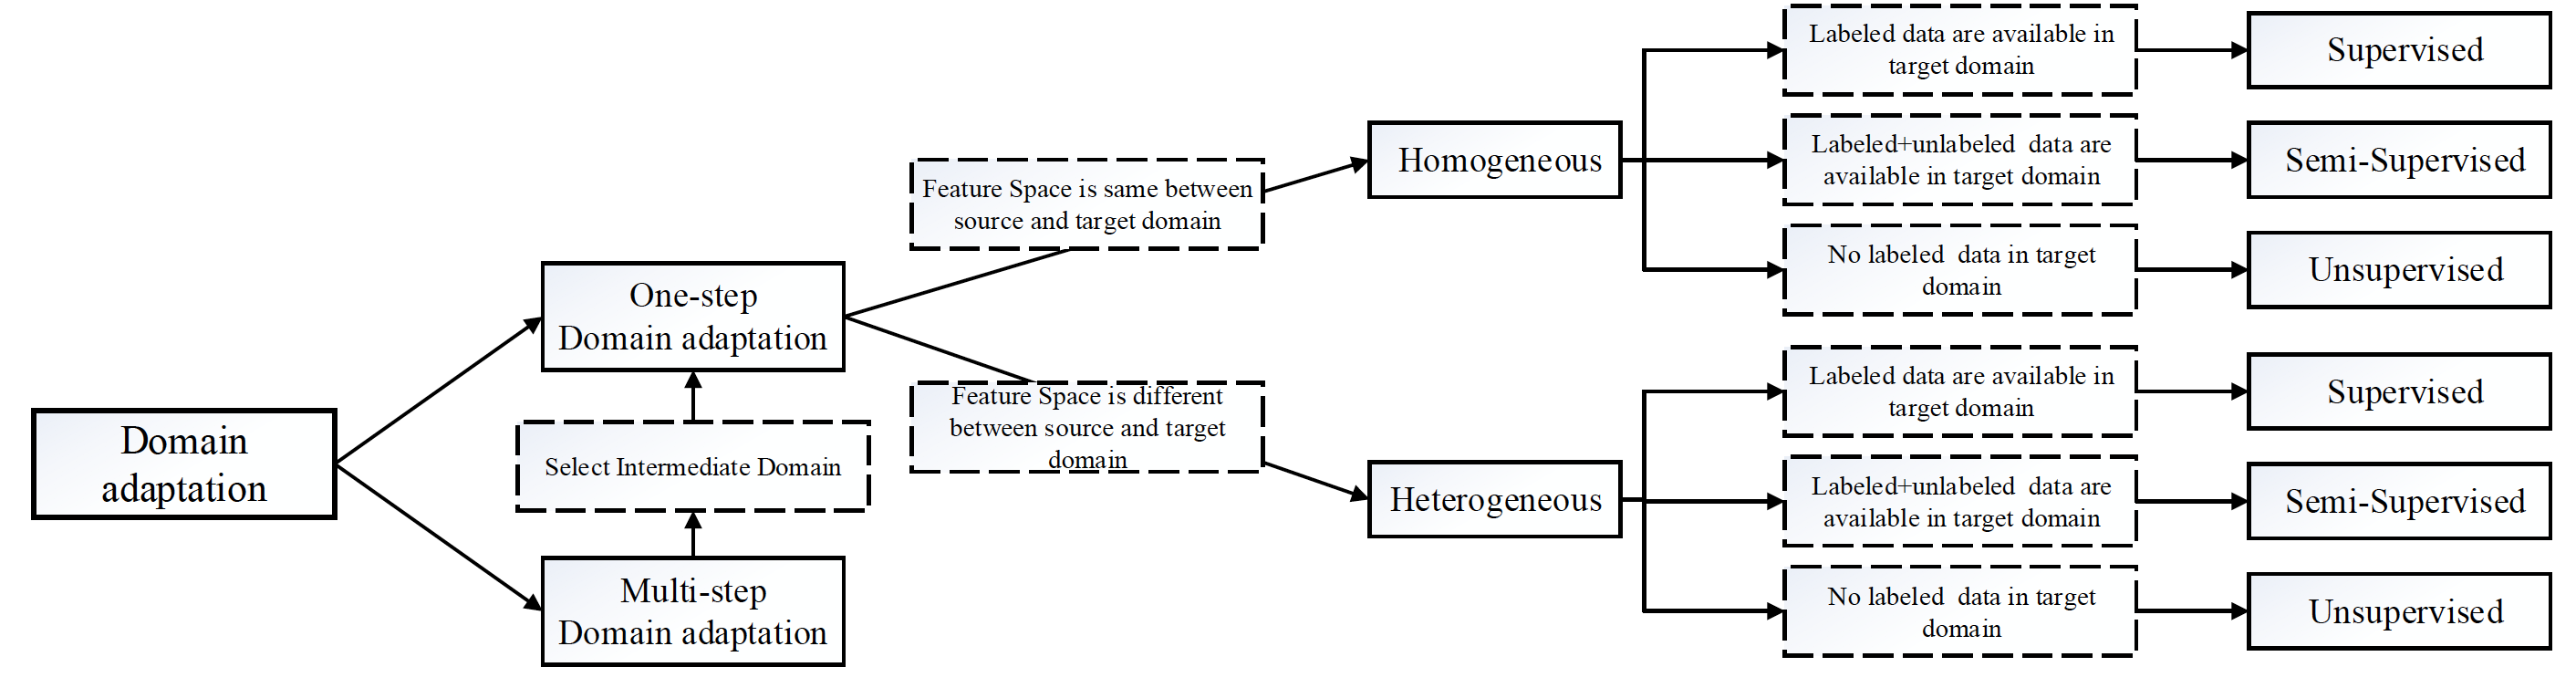 Domain
adaptation
One-step
Domain adaptation
Select Intermediate Domain
Multi-step
Domain adaptation
Feature Space is same between
source and target domain
Feature Space is different
between source and target
domain
Homogeneous
Heterogeneous
Labeled data are available in
target domain
Supervised
Labeled+unlabeled data are
available in target domain
Semi-Supervised
No labeled data in target
domain
Unsupervised
Labeled data are available in
target domain
Supervised
Labeled+unlabeled data are
available in target domain
Semi-Supervised
No labeled data in target
domain
Unsupervised